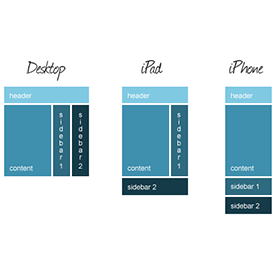 Desktop
header
content
sidebar 1
sidebar 2
iPad
header
content
sidebar 1
sidebar 2
iPhone
header
content
sidebar 1
sidebar 2